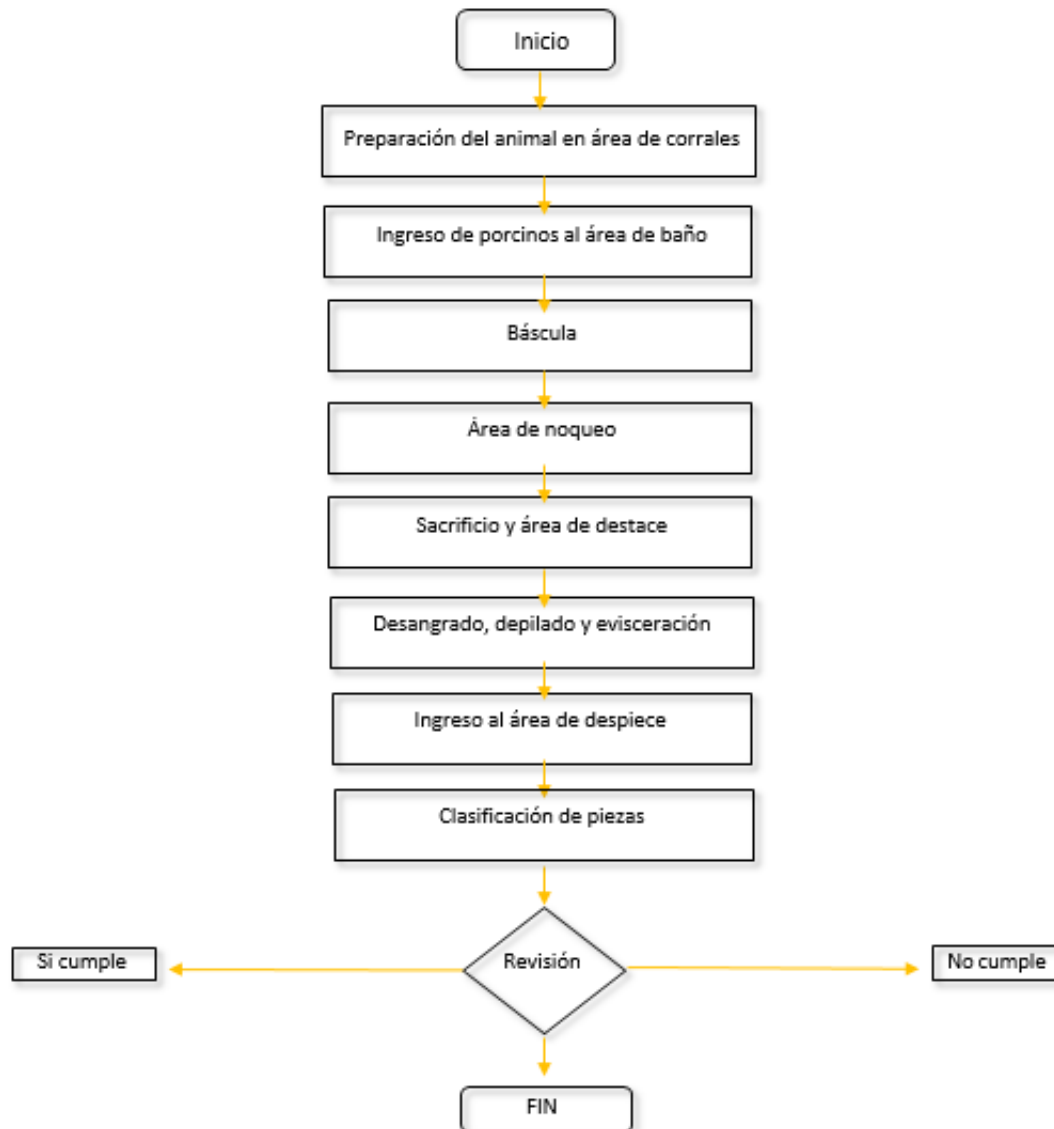 Inicio
Preparación del animal en área de corrales
Ingreso de porcinos al área de baño
Báscula
Área de noqueo
Sacrificio y área de destace
Desangrado, depilado y evisceración
Ingreso al área de despiece
Clasificación de piezas
Si cumple
Revisión
No cumple
FIN